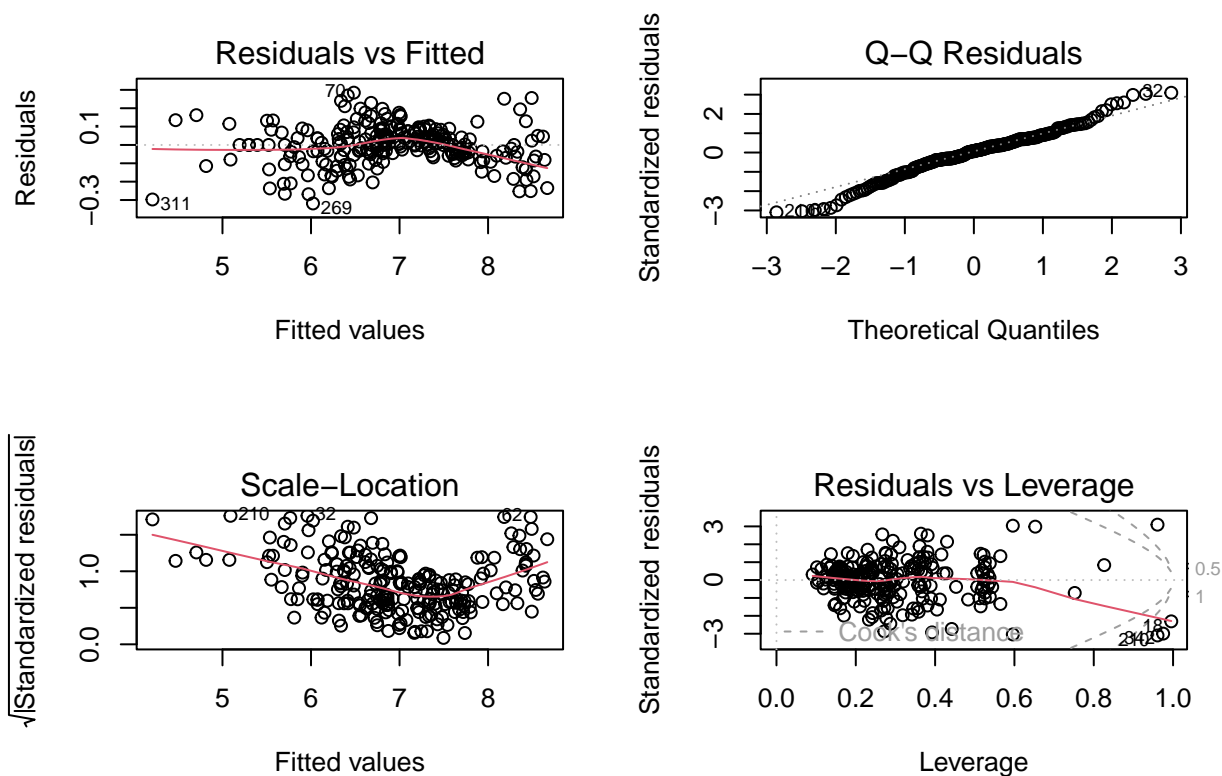 Residuals vs Fitted
Residuals
0.1
−0.3
70
311
269
5 6 7 8
Fitted values
Q−Q Residuals
Standardized residuals
2
0
−3
32
−3 −2 −1 0 1 2 3
Theoretical Quantiles
Scale−Location
√|Standardized residuals|
1.0
0.0
210
32
62
5 6 7 8
Fitted values
Residuals vs Leverage
Standardized residuals
3
0
−3
0.5
1
Cook's distance
18
210
0.0 0.2 0.4 0.6 0.8 1.0
Leverage